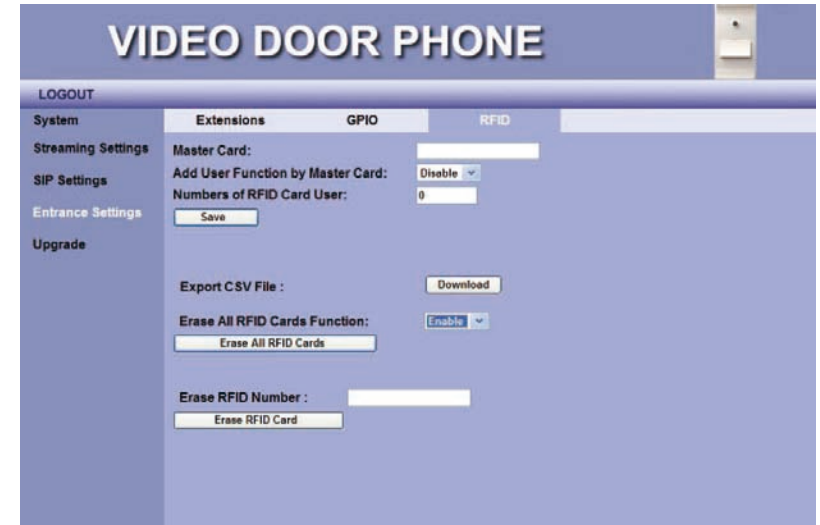 VIDEO DOOR PHONE
LOGOUT
System
Streaming Settings
SIP Settings
Entrance Settings
Upgrade
Extensions GPIO RFID
Master Card:
Add User Function by Master Card: Disable
Numbers of RFID Card User: 0
Save
Export CSV File : Download
Erase All RFID Cards Function: Enable
Erase All RFID Cards
Erase RFID Number :
Erase RFID Card